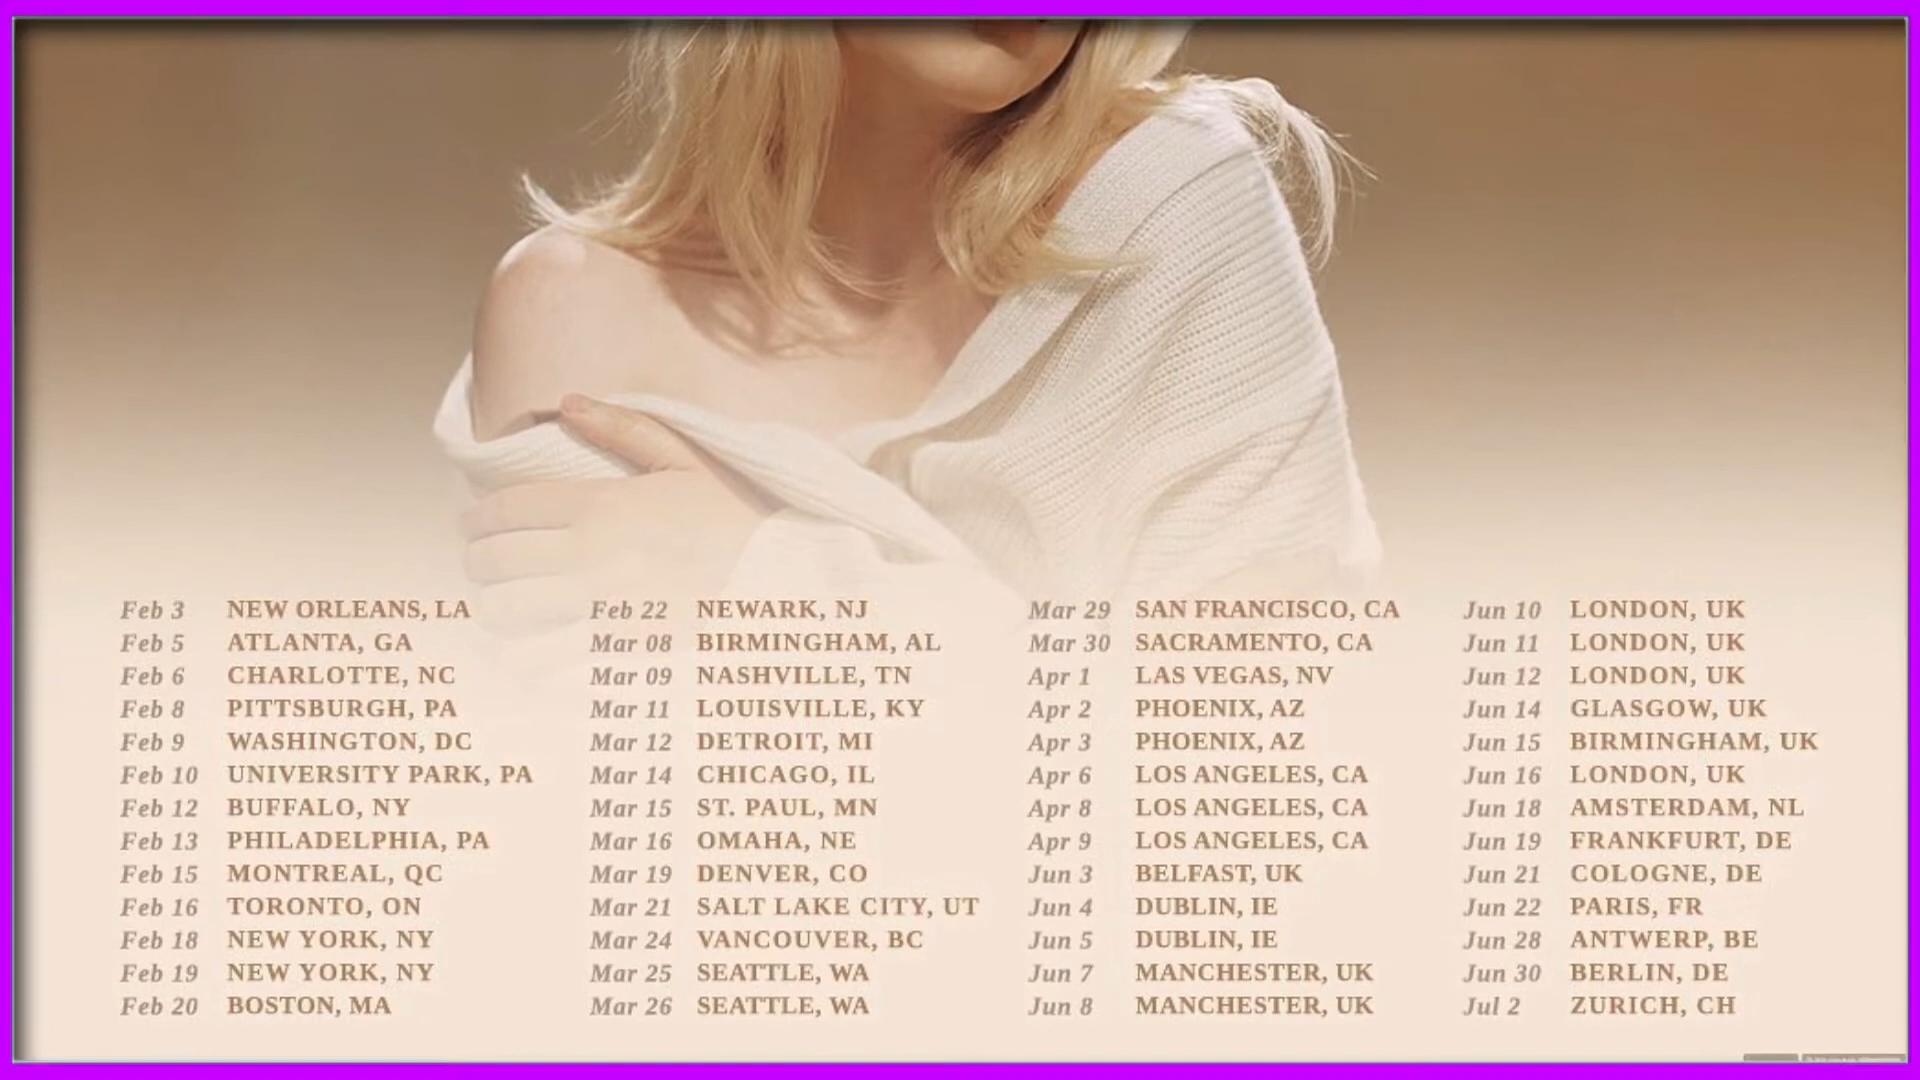 Feb 3 NEW ORLEANS, LA
Feb 5 ATLANTA, GA
Feb 6 CHARLOTTE, NC
Feb 8 PITTSBURGH, PA
Feb 9 WASHINGTON, DC
Feb 10 UNIVERSITY PARK, PA
Feb 12 BUFFALO, NY
Feb 13 PHILADELPHIA, PA
Feb 15 MONTREAL, QC
Feb 16 TORONTO, ON
Feb 18 NEW YORK, NY
Feb 19 NEW YORK, NY
Feb 20 BOSTON, MA
Feb 22 NEWARK, NJ
Mar 08 BIRMINGHAM, AL
Mar 09 NASHVILLE, TN
Mar 11 LOUISVILLE, KY
Mar 12 DETROIT, MI
Mar 14 CHICAGO, IL
Mar 15 ST. PAUL, MN
Mar 16 OMAHA, NE
Mar 19 DENVER, CO
Mar 21 SALT LAKE CITY, UT
Mar 24 VANCOUVER, BC
Mar 25 SEATTLE, WA
Mar 26 SEATTLE, WA
Mar 29 SAN FRANCISCO, CA
Mar 30 SACRAMENTO, CA
Apr 1 LAS VEGAS, NV
Apr 2 PHOENIX, AZ
Apr 3 PHOENIX, AZ
Apr 6 LOS ANGELES, CA
Apr 8 LOS ANGELES, CA
Apr 9 LOS ANGELES, CA
Jun 3 BELFAST, UK
Jun 4 DUBLIN, IE
Jun 5 DUBLIN, IE
Jun 7 MANCHESTER, UK
Jun 8 MANCHESTER, UK
Jun 10 LONDON, UK
Jun 11 LONDON, UK
Jun 12 LONDON, UK
Jun 14 GLASGOW, UK
Jun 15 BIRMINGHAM, UK
Jun 16 LONDON, UK
Jun 18 AMSTERDAM, NL
Jun 19 FRANKFURT, DE
Jun 21 COLOGNE, DE
Jun 22 PARIS, FR
Jun 28 ANTWERP, BE
Jun 30 BERLIN, DE
Jul 2 ZURICH, CH